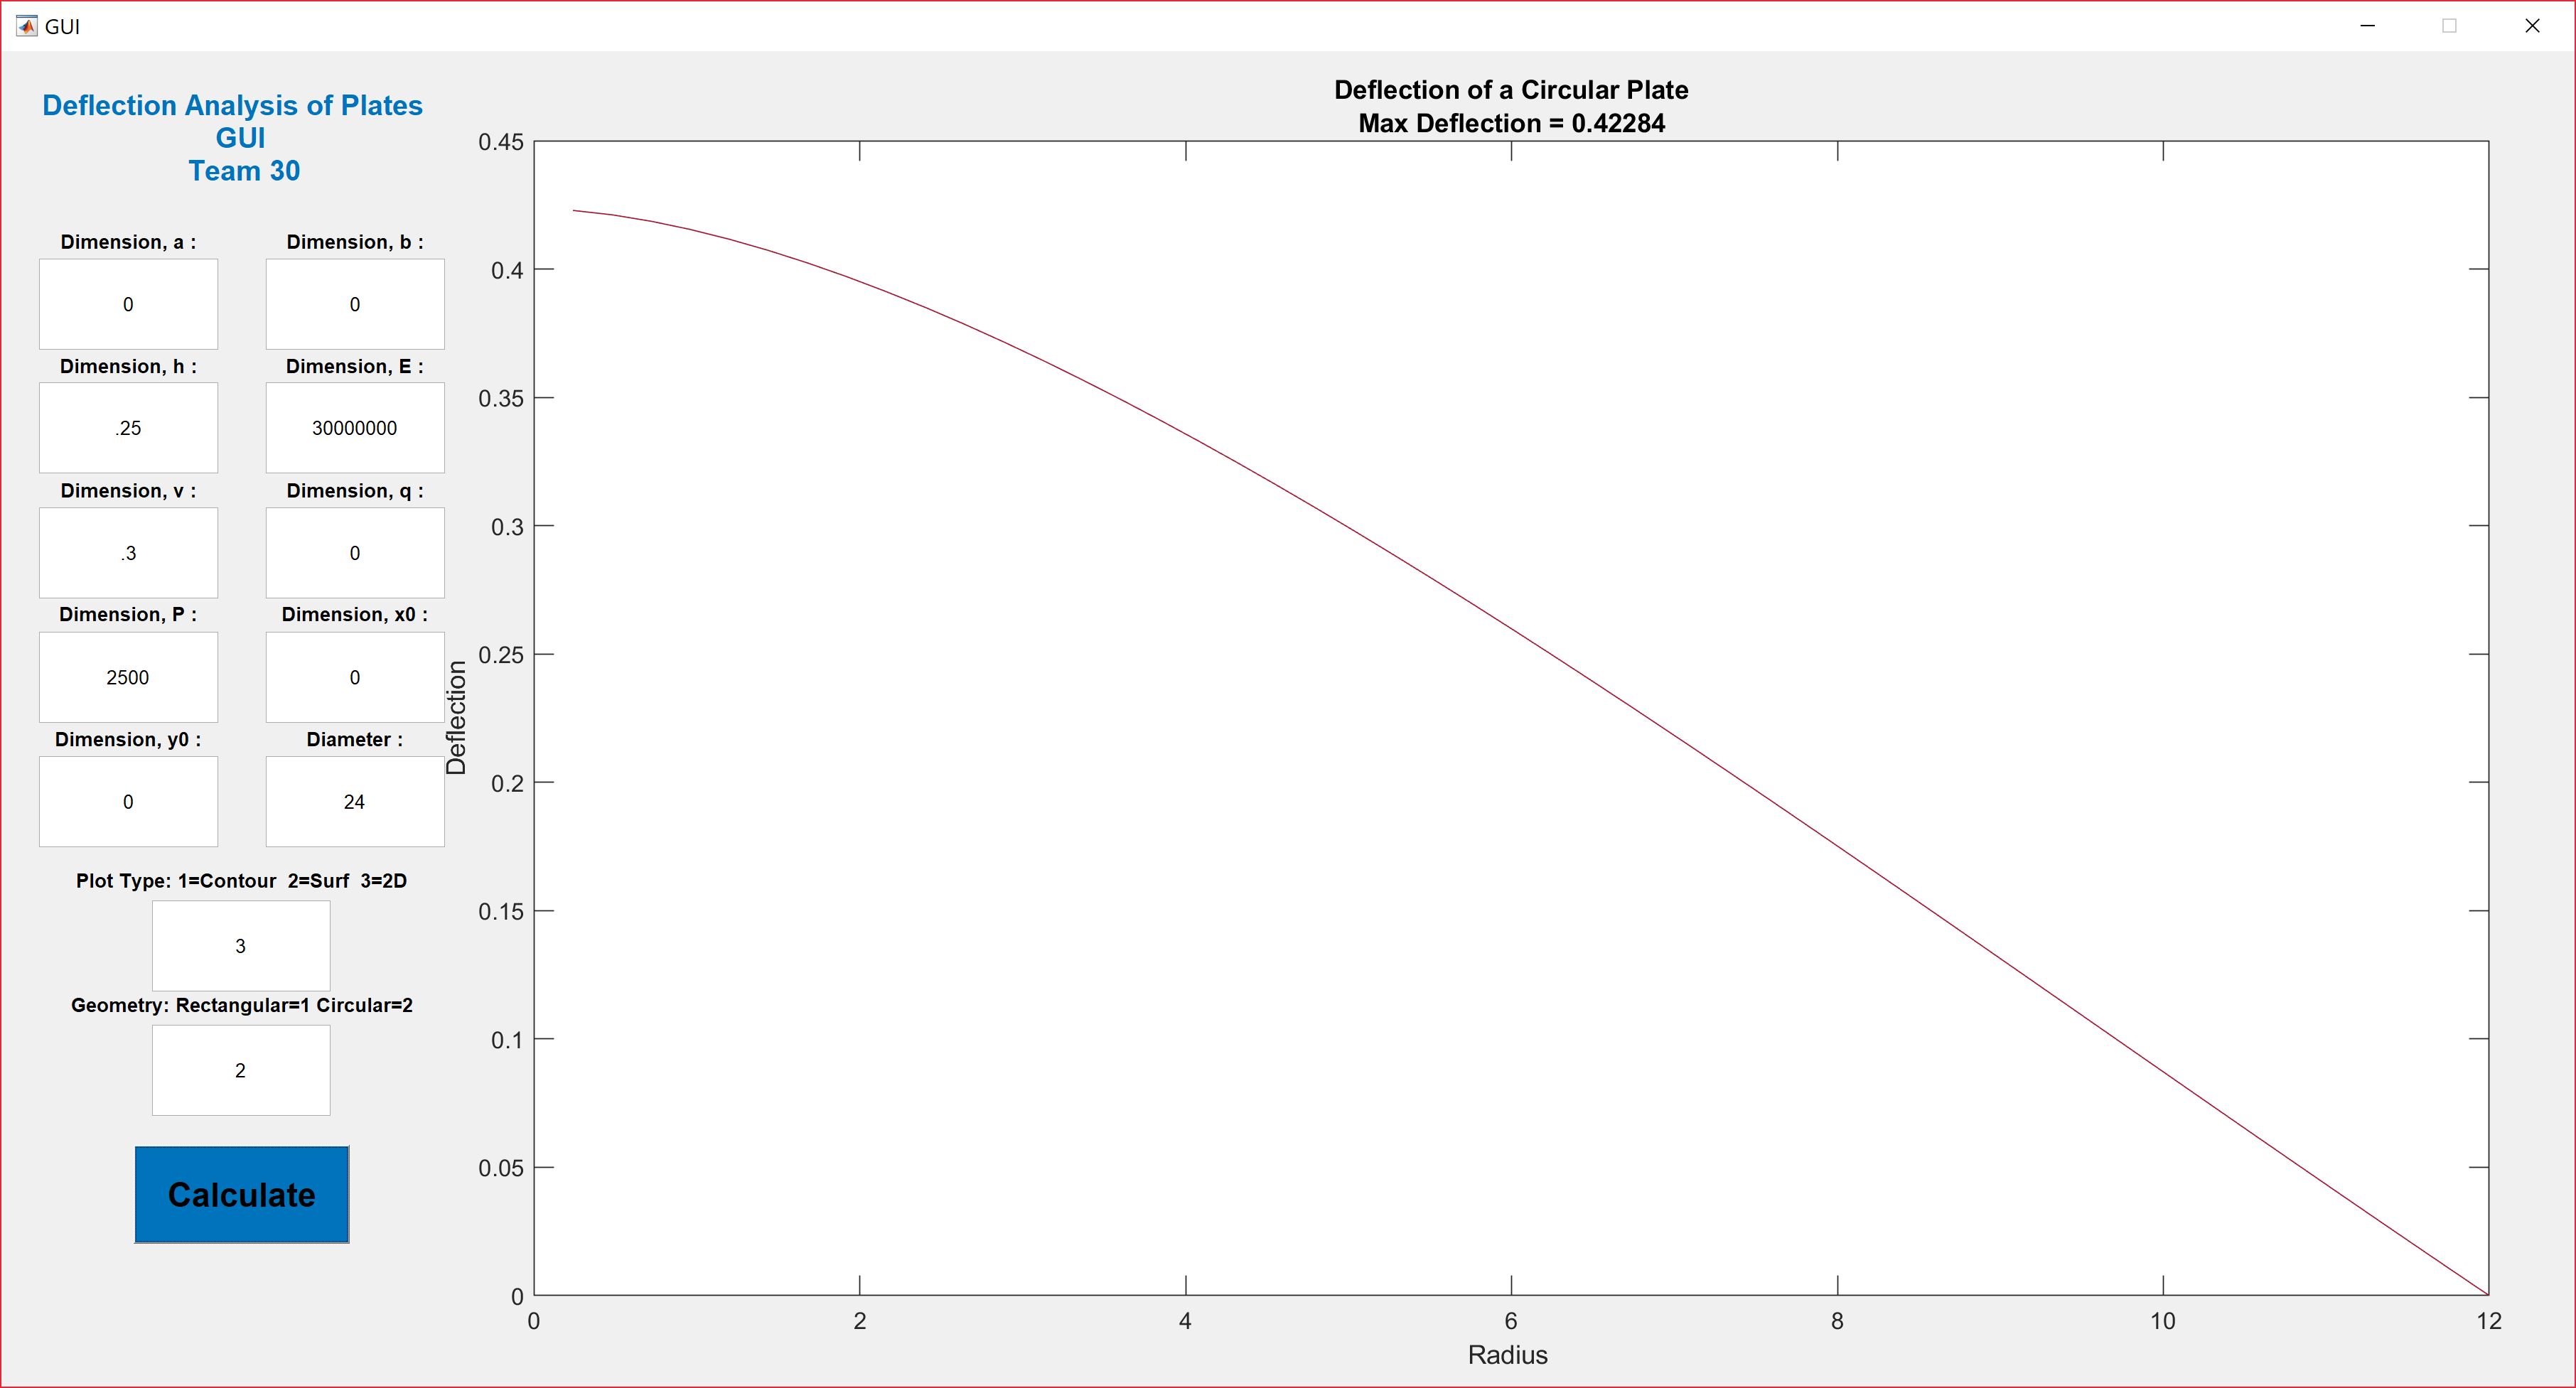 GUI
Deflection Analysis of Plates
GUI
Team 30
Dimension, a :
Dimension, b :
0
0
Dimension, h :
Dimension, E :
.25
30000000
Dimension, v :
Dimension, q :
.3
0
Dimension, P :
Dimension, x0 :
2500
0
Dimension, y0 :
Diameter :
0
24
Plot Type: 1=Contour  2=Surf  3=2D
3
Geometry: Rectangular=1 Circular=2
2
Calculate
Deflection of a Circular Plate
Max Deflection = 0.42284
Deflection
0.45
0.4
0.35
0.3
0.25
0.2
0.15
0.1
0.05
0
0
2
4
6
8
10
12
Radius